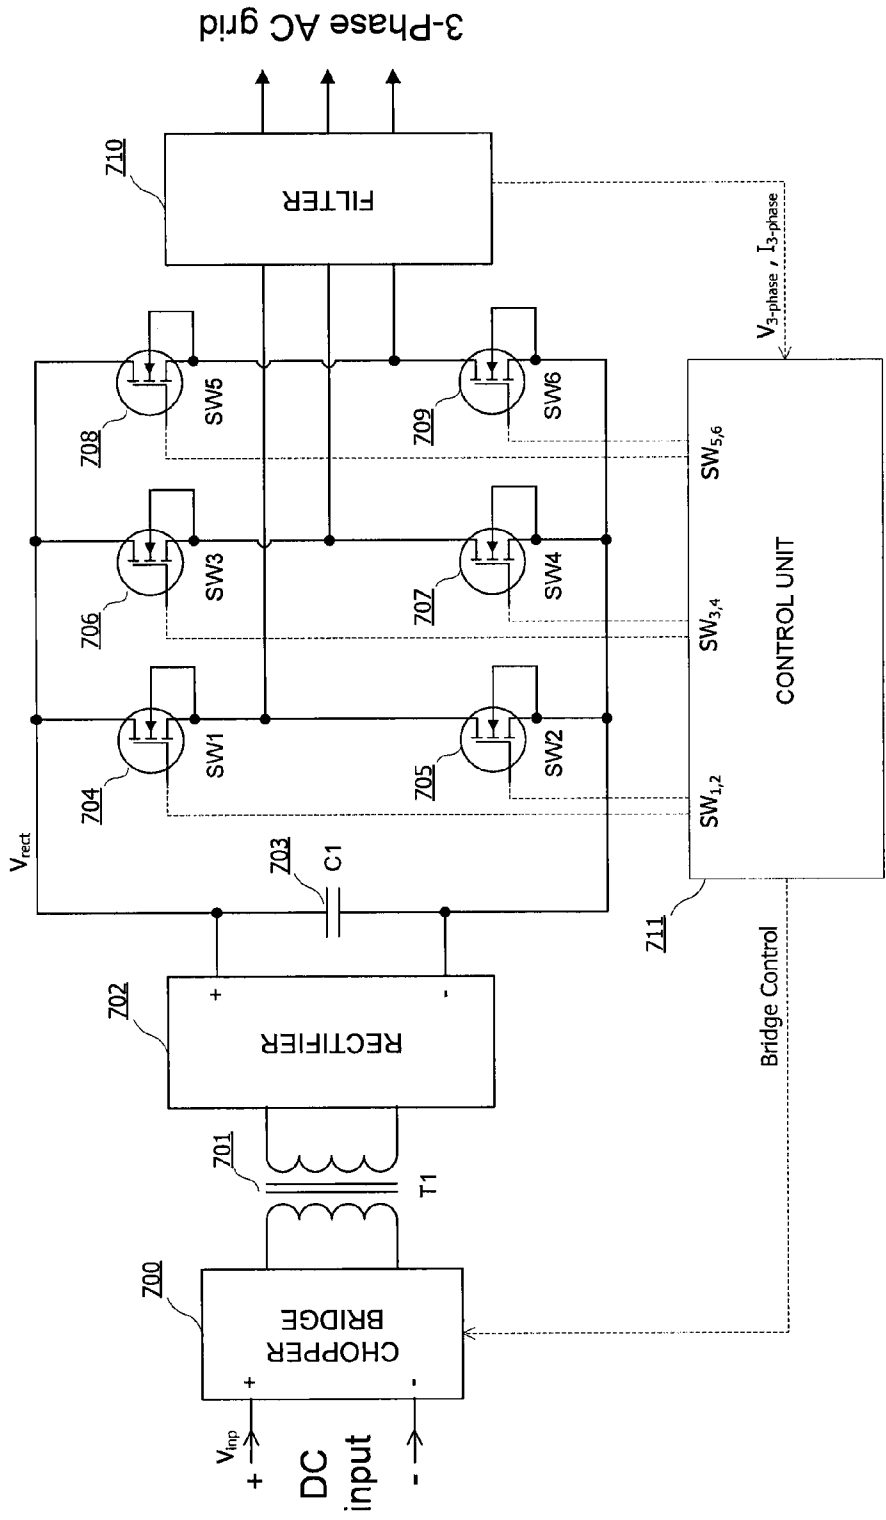 3-Phase AC grid
710
FILTER
V3-phase , I3-phase
708
SW5
709
SW6
SW5,6
706
SW3
707
SW4
SW3,4
704
SW1
705
SW2
SW1,2
CONTROL UNIT
711
Vrect
703
C1
702
+
-
RECTIFIER
701
T1
Bridge Control
700
CHOPPER
BRIDGE
+
-
Vinp
+
-
DC
input